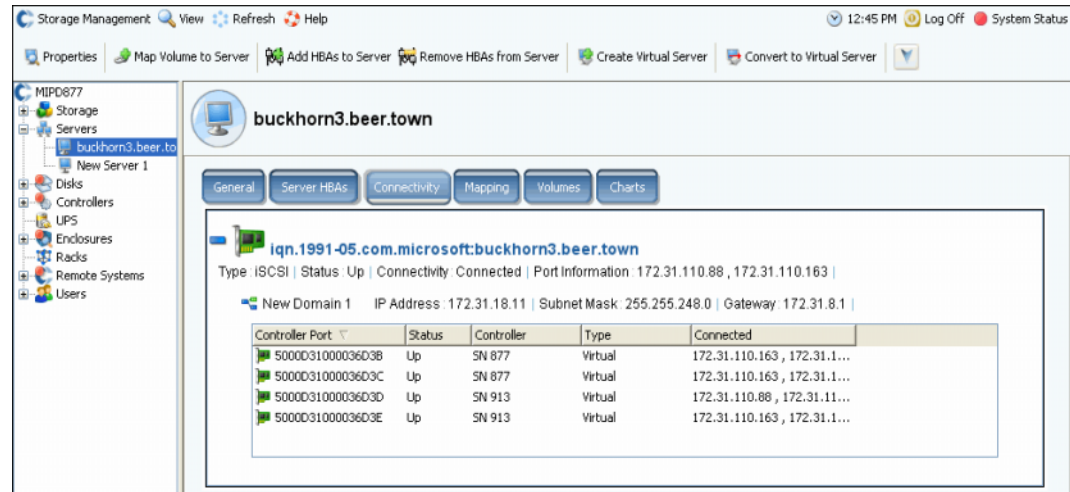 Storage Management View Refresh Help 12:45 PM Log Off System Status
Properties Map Volume to Server Add HBAs to Server Remove HBAs from Server Create Virtual Server Convert to Virtual Server
MIPD877
Storage
Servers
buckhorn3.beer.to
New Server 1
Disks
Controllers
UPS
Enclosures
Racks
Remote Systems
Users
buckhorn3.beer.town
General Server HBAs Connectivity Mapping Volumes Charts
iqn.1991-05.com.microsoft:buckhorn3.beer.town
Type : iSCSI | Status : Up | Connectivity : Connected | Port Information : 172.31.110.88 , 172.31.110.163 |
New Domain 1 IP Address : 172.31.18.11 | Subnet Mask : 255.255.248.0 | Gateway : 172.31.8.1 |
Controller Port Status Controller Type Connected
5000D31000036D3B Up SN 877 Virtual 172.31.110.163 , 172.31.1...
5000D31000036D3C Up SN 877 Virtual 172.31.110.163 , 172.31.1...
5000D31000036D3D Up SN 913 Virtual 172.31.110.88 , 172.31.11...
5000D31000036D3E Up SN 913 Virtual 172.31.110.163 , 172.31.1...